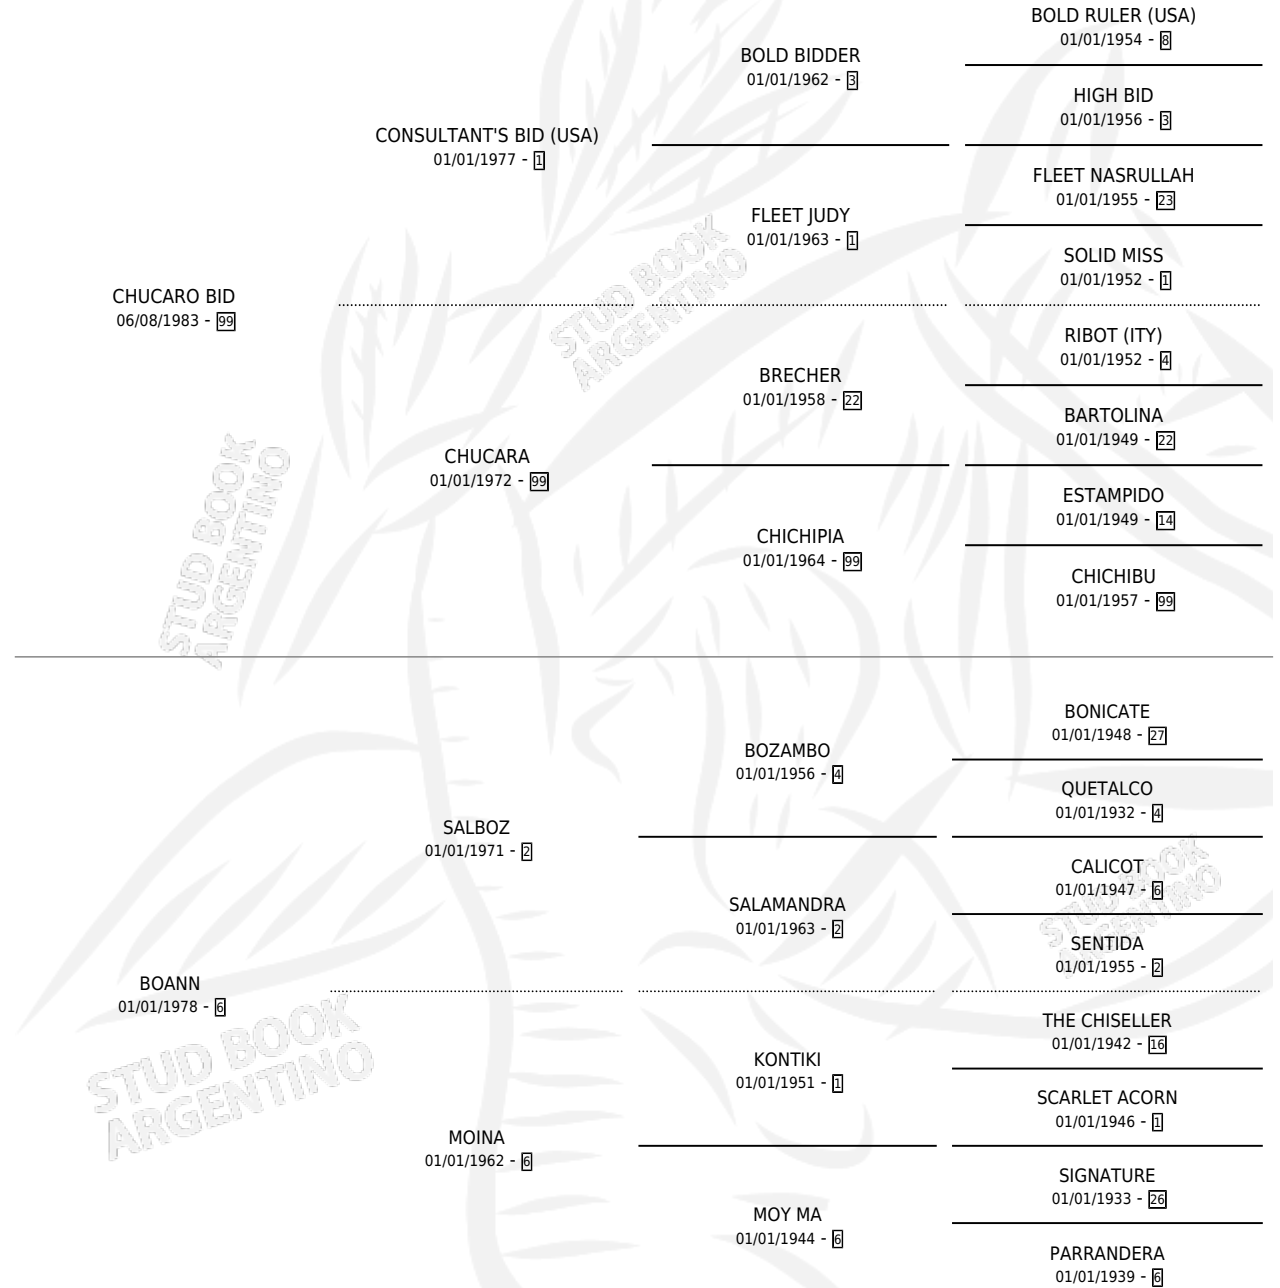 BOLD RULER (USA)
01/01/1954 - 8
BOLD BIDDER
01/01/1962 - 3
HIGH BID
01/01/1956 - 3
CONSULTANT'S BID (USA)
01/01/1977 - 1
FLEET NASRULLAH
01/01/1955 - 23
FLEET JUDY
01/01/1963 - 1
SOLID MISS
01/01/1952 - 1
CHUCARO BID
06/08/1983 - 99
RIBOT (ITY)
01/01/1952 - 4
BRECHER
01/01/1958 - 22
BARTOLINA
01/01/1949 - 22
CHUCARA
01/01/1972 - 99
ESTAMPIDO
01/01/1949 - 14
CHICHIPIA
01/01/1964 - 99
CHICHIBU
01/01/1957 - 99
BONICATE
01/01/1948 - 27
BOZAMBO
01/01/1956 - 4
QUETALCO
01/01/1932 - 4
SALBOZ
01/01/1971 - 2
CALICOT
01/01/1947 - 6
SALAMANDRA
01/01/1963 - 2
SENTIDA
01/01/1955 - 2
BOANN
01/01/1978 - 6
THE CHISELLER
01/01/1942 - 16
KONTIKI
01/01/1951 - 1
SCARLET ACORN
01/01/1946 - 1
MOINA
01/01/1962 - 6
SIGNATURE
01/01/1933 - 26
MOY MA
01/01/1944 - 6
PARRANDERA
01/01/1939 - 6
STUD BOOK
ARGENTINO
STUD BOOK
ARGENTINO
STUD BOOK
ARGENTINO
STUD BOOK
ARGENTINO